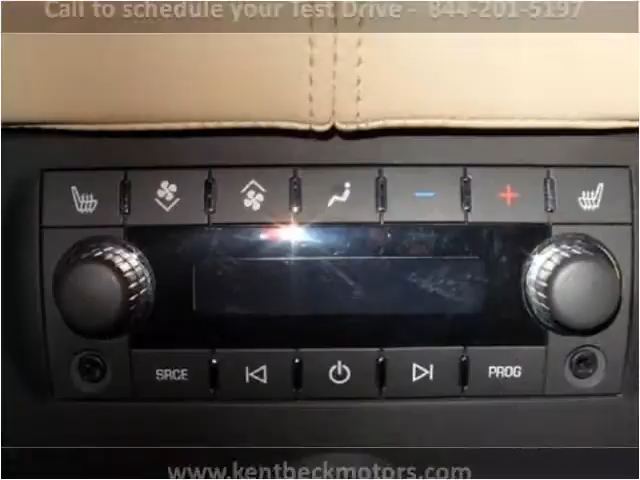 Call to schedule your Test Drive - 844-201-5197
SRCE
PROG
www.kentbeckmotors.com